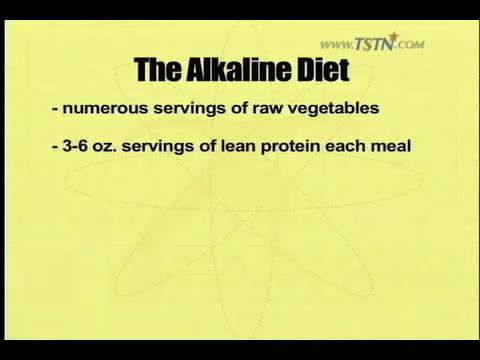 WWW.TSTN.COM
The Alkaline Diet
- numerous servings of raw vegetables
- 3-6 oz. servings of lean protein each meal